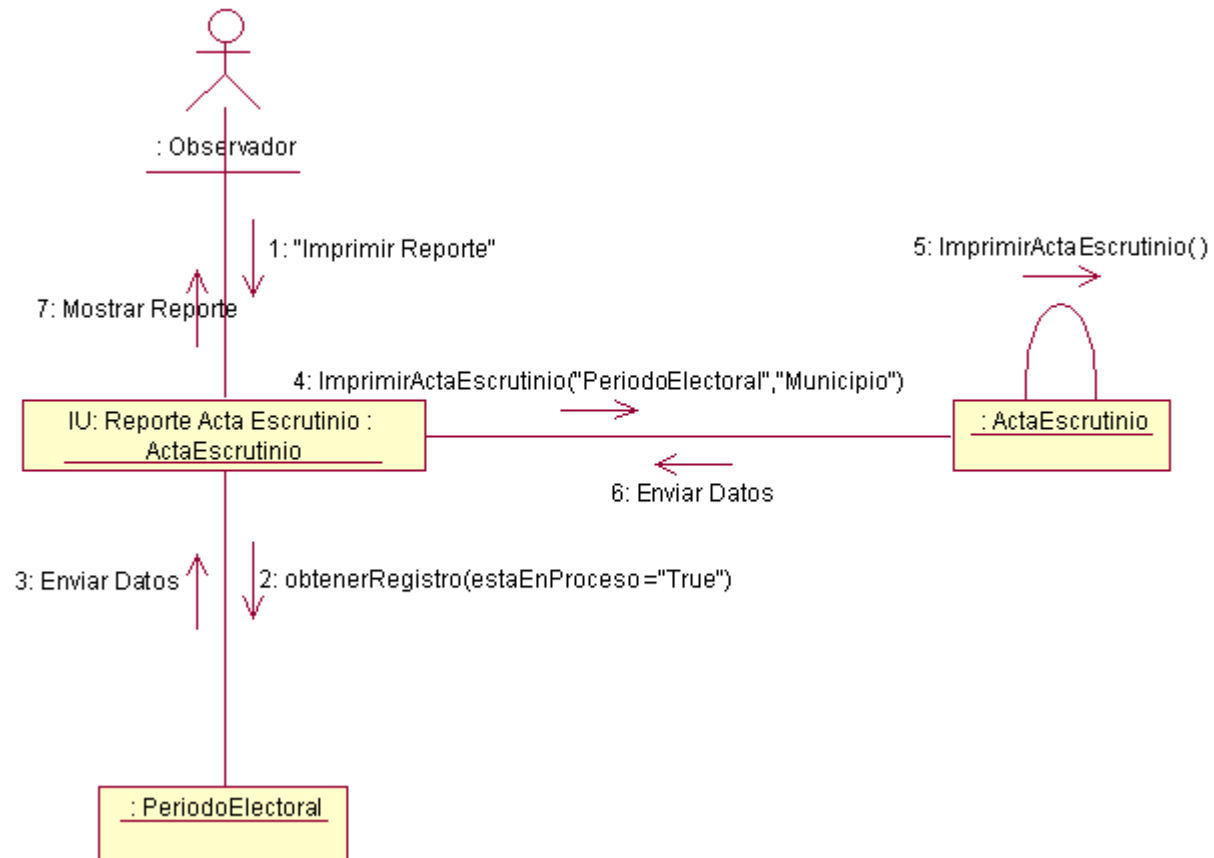 : Observador
1: "Imprimir Reporte"
5: ImprimirActaEscrutinio( )
7: Mostrar Reporte
4: ImprimirActaEscrutinio("PeriodoElectoral","Municipio")
IU: Reporte Acta Escrutinio :
ActaEscrutinio
: ActaEscrutinio
6: Enviar Datos
3: Enviar Datos
2: obtenerRegistro(estaEnProceso="True")
: PeriodoElectoral